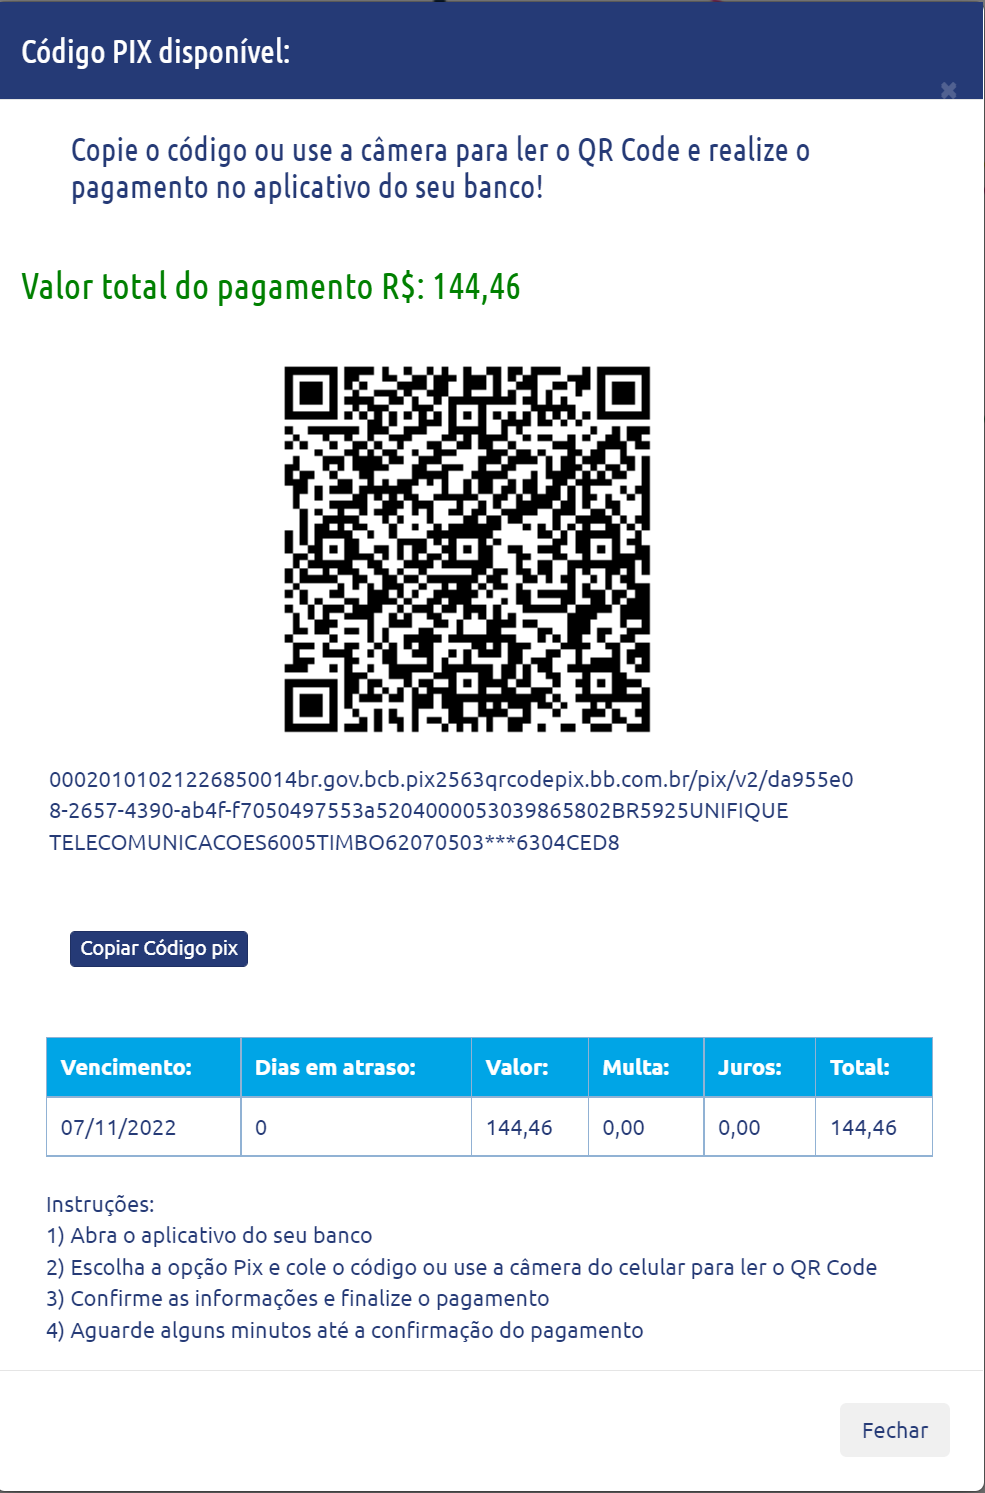 Código PIX disponível:
×
Copie o código ou use a câmera para ler o QR Code e realize o
pagamento no aplicativo do seu banco!
Valor total do pagamento R$: 144,46
00020101021226850014br.gov.bcb.pix2563qrcodepix.bb.com.br/pix/v2/da955e0
8-2657-4390-ab4f-f7050497553a5204000053039865802BR5925UNIFIQUE
TELECOMUNICACOES6005TIMBO62070503***6304CED8
Copiar Código pix
Vencimento: Dias em atraso: Valor: Multa: Juros: Total:
07/11/2022 0 144,46 0,00 0,00 144,46
Instruções:
1) Abra o aplicativo do seu banco
2) Escolha a opção Pix e cole o código ou use a câmera do celular para ler o QR Code
3) Confirme as informações e finalize o pagamento
4) Aguarde alguns minutos até a confirmação do pagamento
Fechar